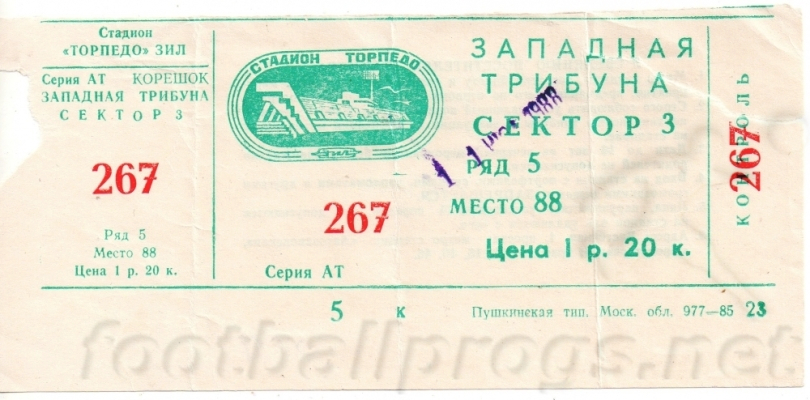 Стадион
«ТОРПЕДО» ЗИЛ
Серия АТ КОРЕШОК
ЗАПАДНАЯ ТРИБУНА
СЕКТОР 3
267
Ряд 5
Место 88
Цена 1 р. 20 к.
СТАДИОН ТОРПЕДО
ЗИЛ
267
Серия АТ
ЗАПАДНАЯ
ТРИБУНА
СЕКТОР 3
РЯД 5
МЕСТО 88
Цена 1 р. 20 к.
1988
КОНТРОЛЬ
267
5 к Пушкинская тип. Моск. обл. 977—85 23
footballprogs.net